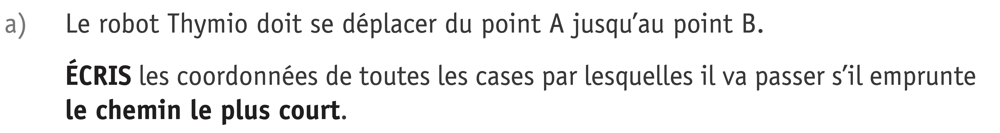 a) Le robot Thymio doit se déplacer du point A jusqu’au point B.
ÉCRIS les coordonnées de toutes les cases par lesquelles il va passer s’il emprunte
le chemin le plus court.